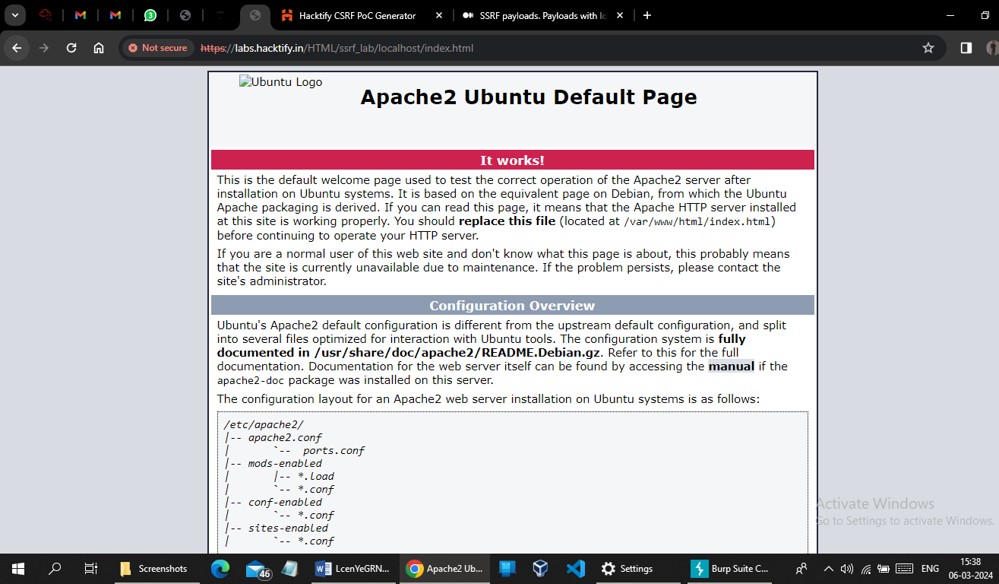 3
Hacktify CSRF PoC Generator
SSRF payloads. Payloads with lo
Not secure
https://labs.hacktify.in/HTML/ssrf_lab/localhost/index.html
Ubuntu Logo
Apache2 Ubuntu Default Page
It works!
This is the default welcome page used to test the correct operation of the Apache2 server after
installation on Ubuntu systems. It is based on the equivalent page on Debian, from which the Ubuntu
Apache packaging is derived. If you can read this page, it means that the Apache HTTP server installed
at this site is working properly. You should replace this file (located at /var/www/html/index.html)
before continuing to operate your HTTP server.
If you are a normal user of this web site and don't know what this page is about, this probably means
that the site is currently unavailable due to maintenance. If the problem persists, please contact the
site's administrator.
Configuration Overview
Ubuntu's Apache2 default configuration is different from the upstream default configuration, and split
into several files optimized for interaction with Ubuntu tools. The configuration system is fully
documented in /usr/share/doc/apache2/README.Debian.gz. Refer to this for the full
documentation. Documentation for the web server itself can be found by accessing the manual if the
apache2-doc package was installed on this server.
The configuration layout for an Apache2 web server installation on Ubuntu systems is as follows:
/etc/apache2/
|-- apache2.conf
|       `--  ports.conf
|-- mods-enabled
|       |-- *.load
|       `-- *.conf
|-- conf-enabled
|       `-- *.conf
|-- sites-enabled
|       `-- *.conf
Activate Windows
Go to Settings to activate Windows.
Screenshots
46
LcenYeGRN...
Apache2 Ub...
Settings
Burp Suite C...
ENG
15:38
06-03-2024